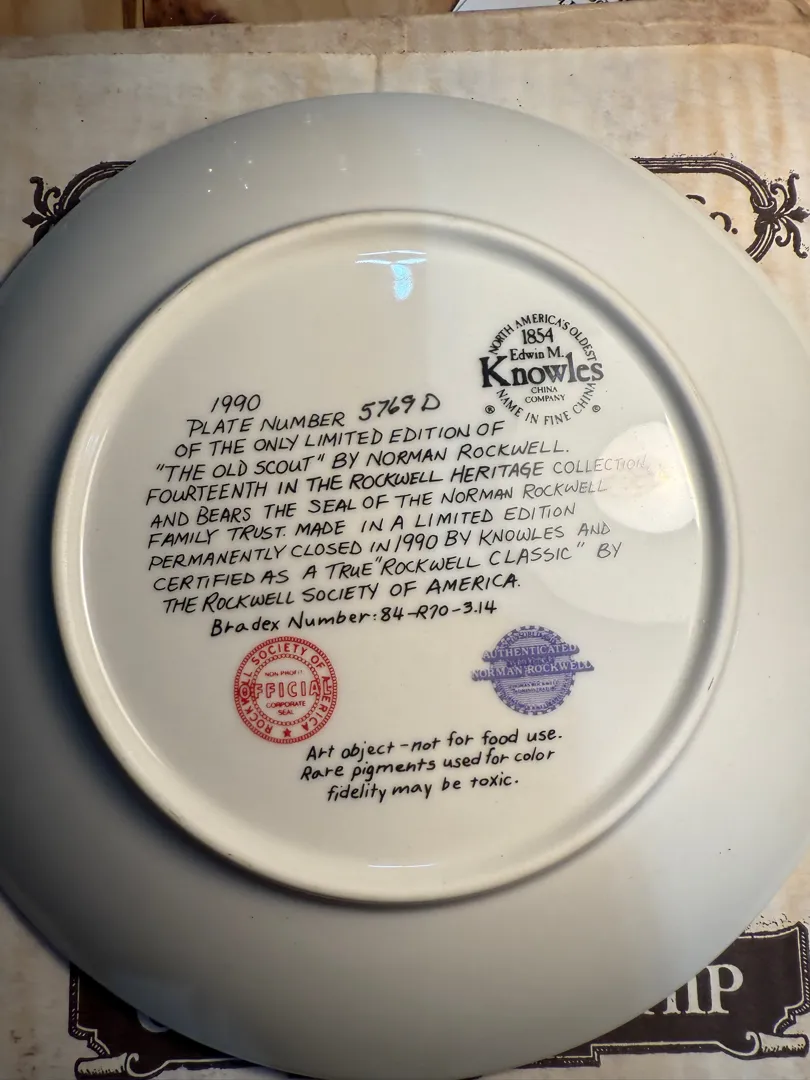 Co.
NORTH AMERICA'S OLDEST
1854
Edwin M.
Knowles
CHINA
COMPANY
® NAME IN FINE CHINA ®
1990
PLATE NUMBER 5769 D
OF THE ONLY LIMITED EDITION OF
"THE OLD SCOUT" BY NORMAN ROCKWELL.
FOURTEENTH IN THE ROCKWELL HERITAGE COLLECTION,
AND BEARS THE SEAL OF THE NORMAN ROCKWELL
FAMILY TRUST. MADE IN A LIMITED EDITION
PERMANENTLY CLOSED IN 1990 BY KNOWLES AND
CERTIFIED AS A TRUE "ROCKWELL CLASSIC" BY
THE ROCKWELL SOCIETY OF AMERICA.
Bradex Number: 84-R70-3.14
ROCKWELL SOCIETY OF AMERICA
NON PROFIT
OFFICIAL
CORPORATE
SEAL
AUTHENTICATED
NORMAN ROCKWELL
Art object - not for food use.
Rare pigments used for color
fidelity may be toxic.